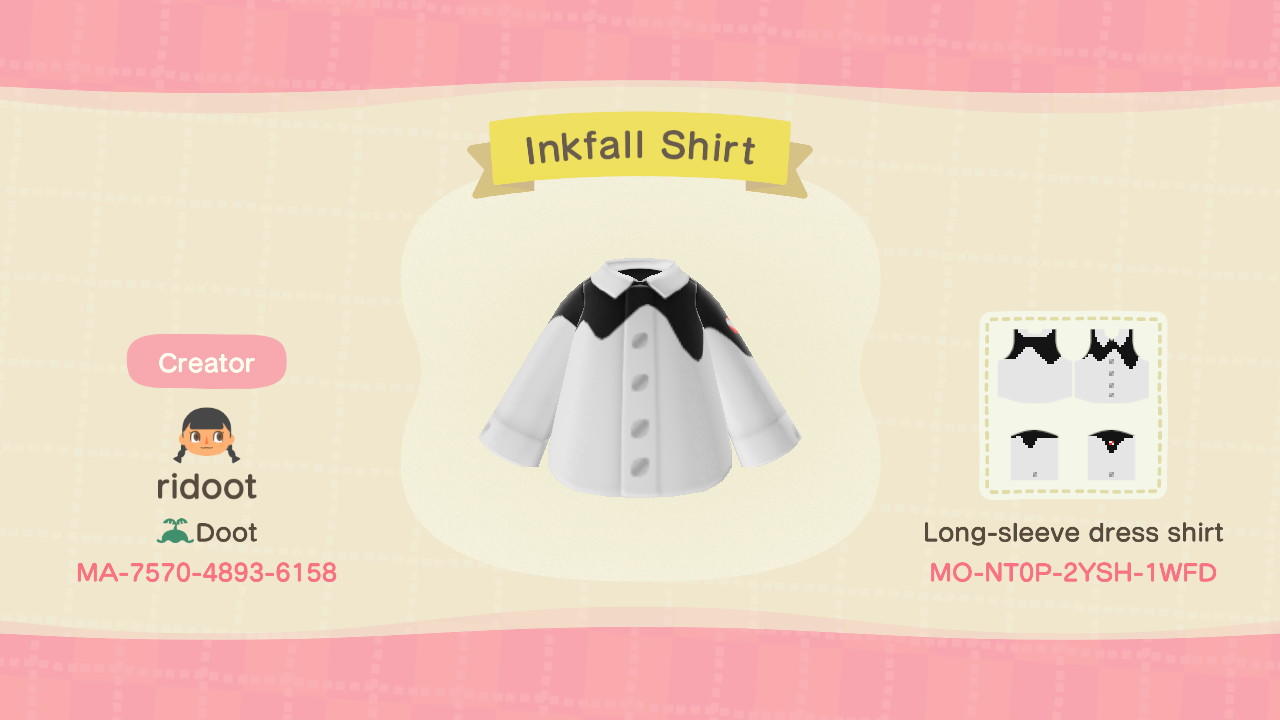 Inkfall Shirt
Creator
ridoot
Doot
MA-7570-4893-6158
Long-sleeve dress shirt
MO-NT0P-2YSH-1WFD